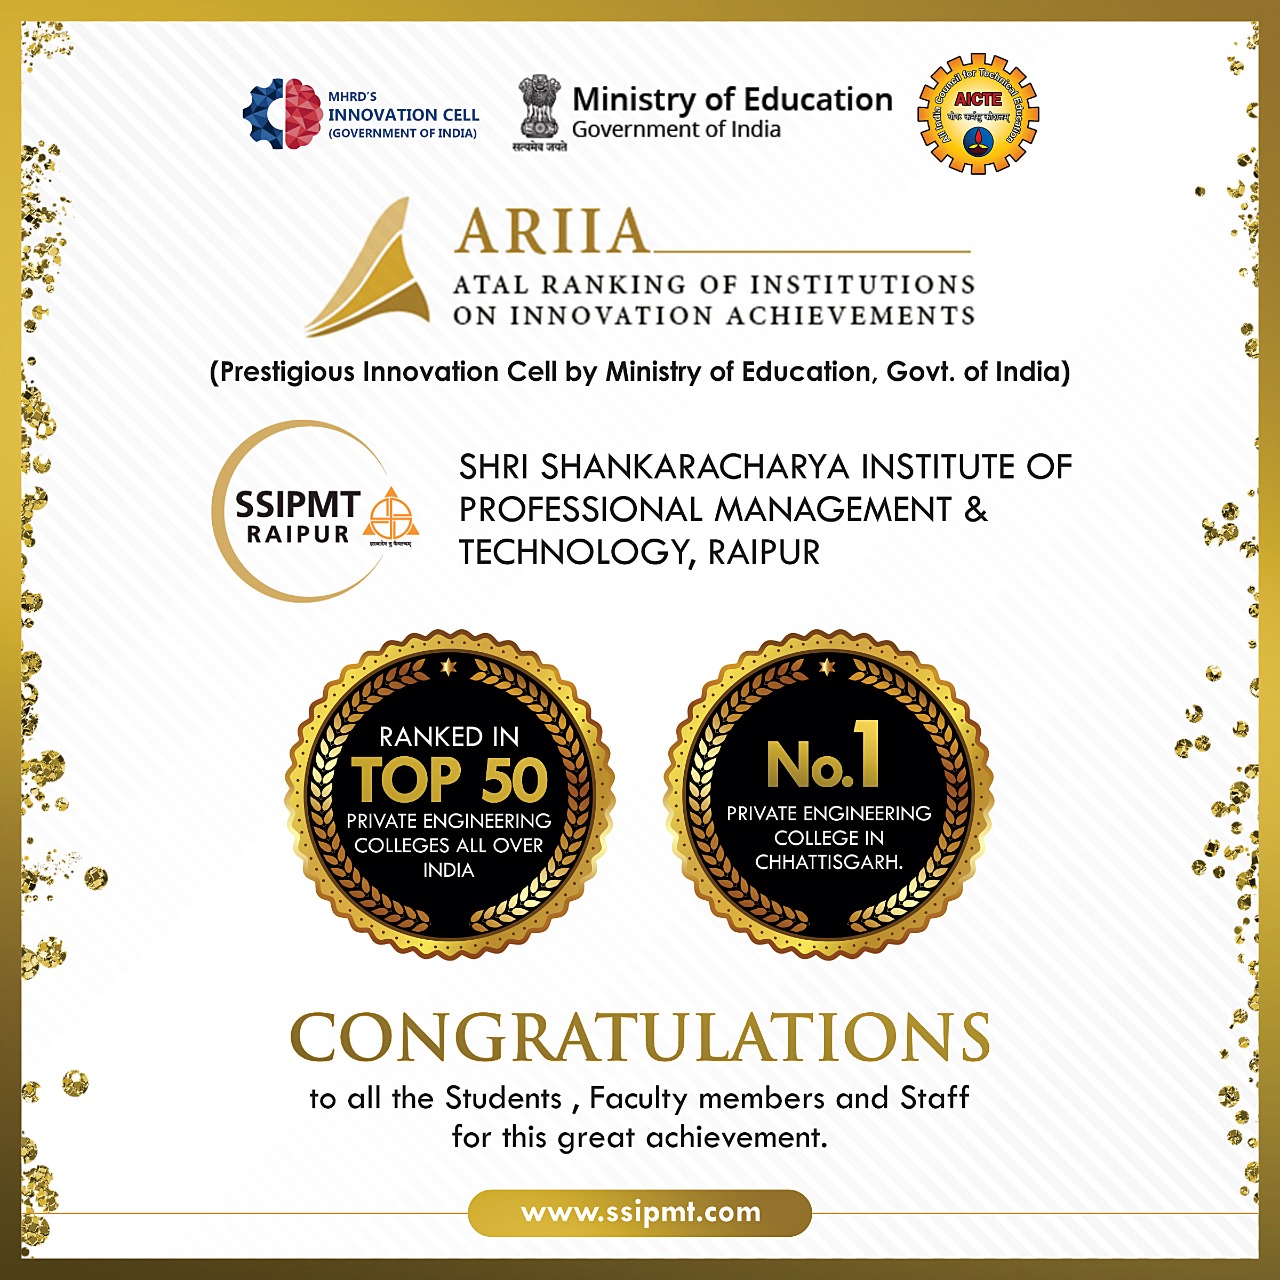 MHRD'S
INNOVATION CELL
(GOVERNMENT OF INDIA)
सत्यमेव जयते
Ministry of Education
Government of India
All India Council for Technical Education
AICTE
योगः कर्मसु कौशलम्
ARIIA
ATAL RANKING OF INSTITUTIONS
ON INNOVATION ACHIEVEMENTS
(Prestigious Innovation Cell by Ministry of Education, Govt. of India)
SSIPMT
RAIPUR
SHRI SHANKARACHARYA INSTITUTE OF
PROFESSIONAL MANAGEMENT &
TECHNOLOGY, RAIPUR
RANKED IN
TOP 50
PRIVATE ENGINEERING
COLLEGES ALL OVER
INDIA
No.1
PRIVATE ENGINEERING
COLLEGE IN
CHHATTISGARH.
CONGRATULATIONS
to all the Students , Faculty members and Staff
for this great achievement.
www.ssipmt.com